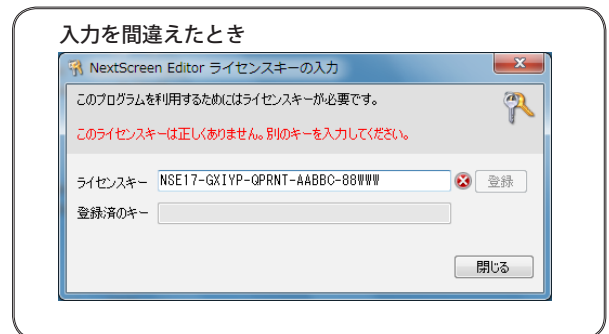 入力を間違えたとき
NextScreen Editor ライセンスキーの入力
このプログラムを利用するためにはライセンスキーが必要です。
このライセンスキーは正しくありません。別のキーを入力してください。
ライセンスキー NSE17-GXIYP-QPRNT-AABBC-88WWW 登録
登録済のキー
閉じる